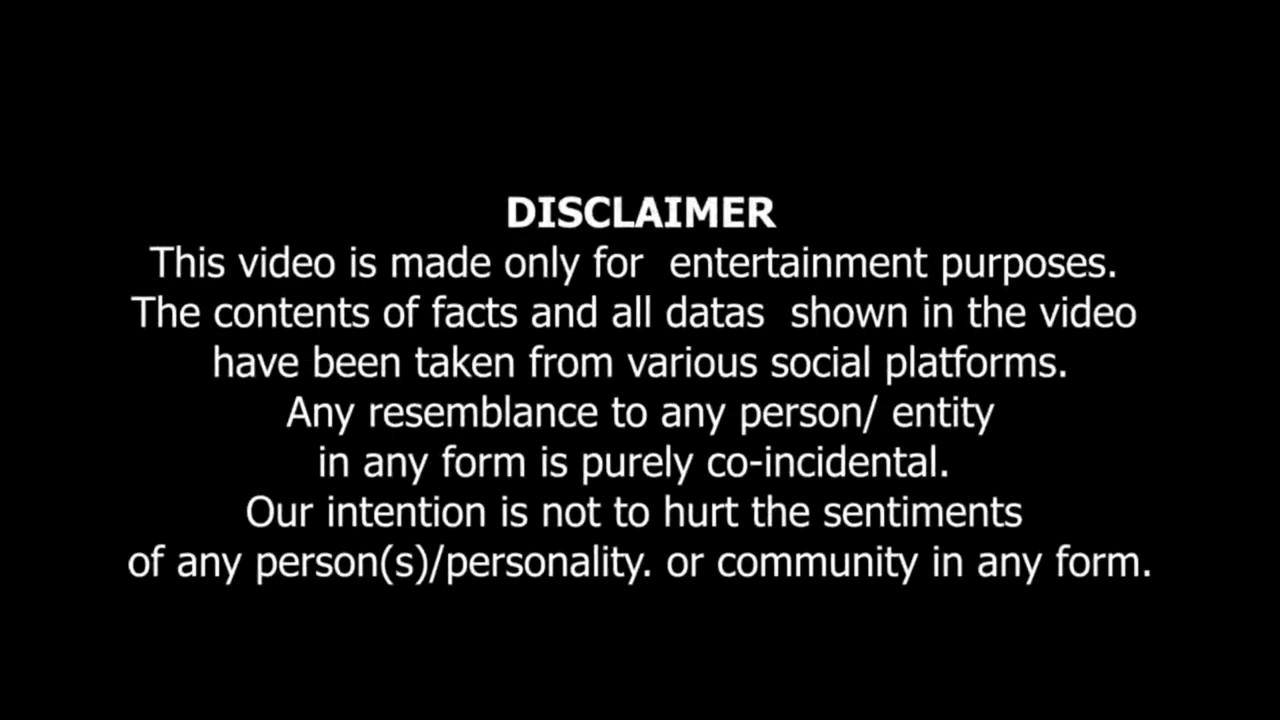 DISCLAIMER
This video is made only for  entertainment purposes.
The contents of facts and all datas  shown in the video
have been taken from various social platforms.
Any resemblance to any person/ entity
in any form is purely co-incidental.
Our intention is not to hurt the sentiments
of any person(s)/personality. or community in any form.